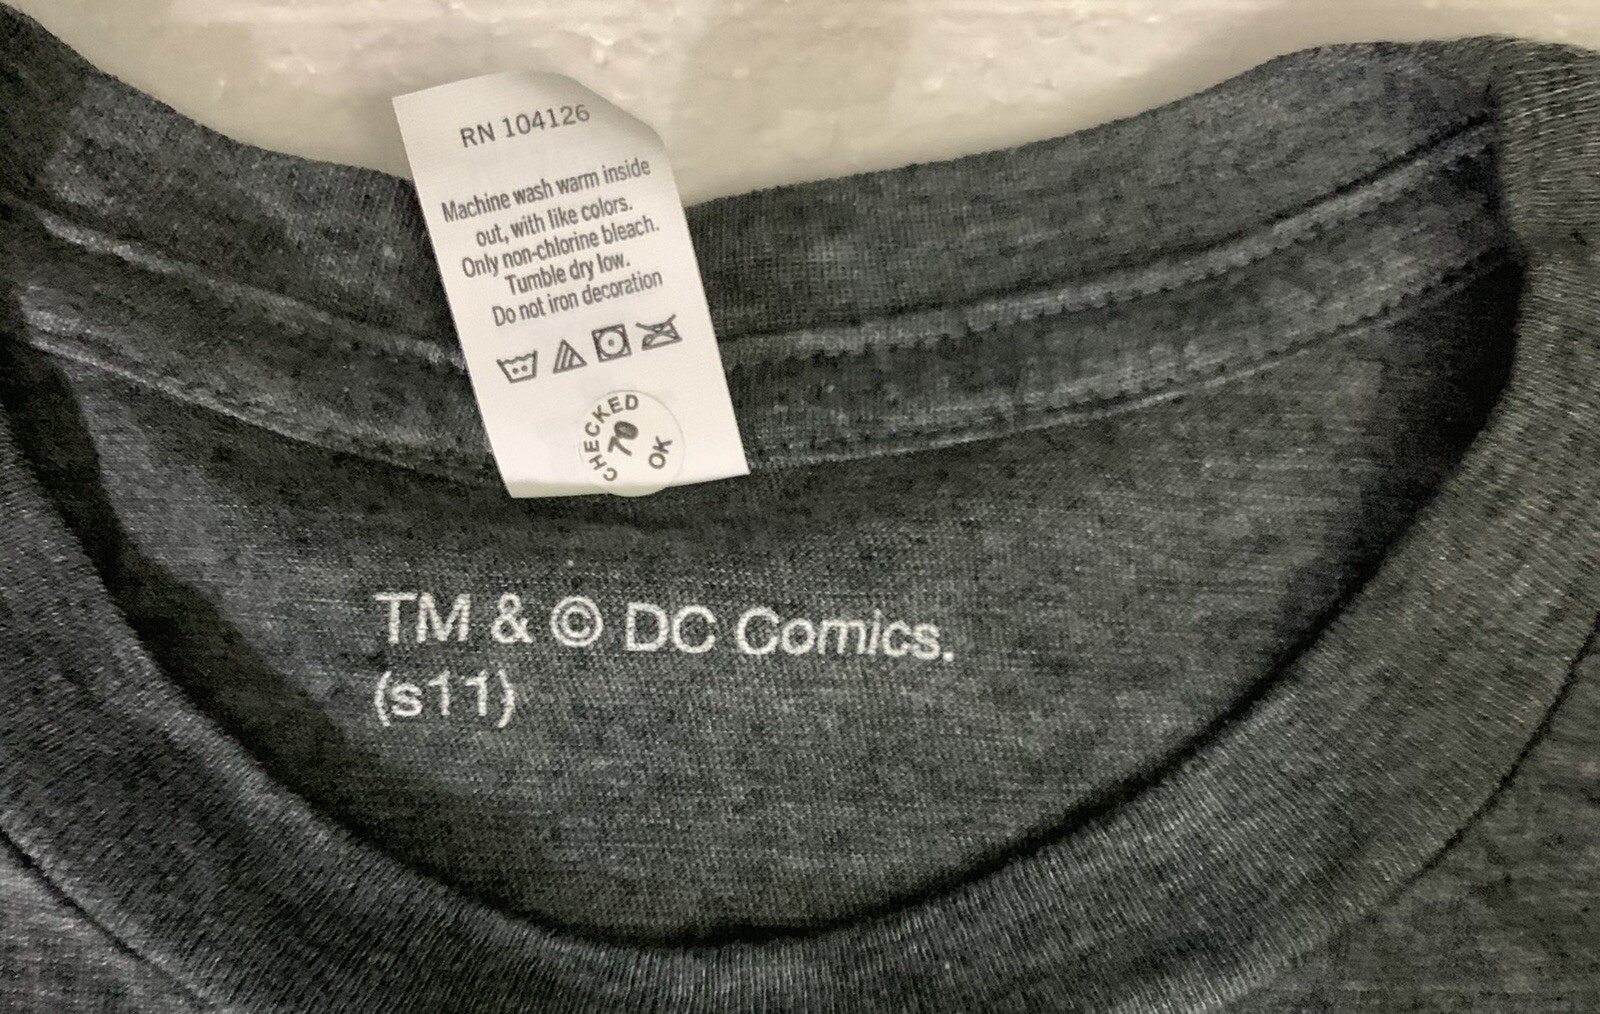 RN 104126
Machine wash warm inside
out, with like colors.
Only non-chlorine bleach.
Tumble dry low.
Do not iron decoration
CHECKED
70
OK
TM & © DC Comics.
(s11)